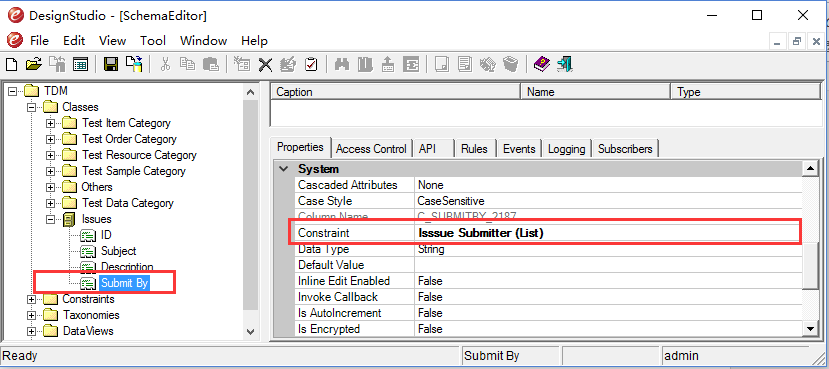 DesignStudio - [SchemaEditor]
File Edit View Tool Window Help
TDM
Classes
Test Item Category
Test Order Category
Test Resource Category
Test Sample Category
Others
Test Data Category
Issues
ID
Subject
Description
Submit By
Constraints
Taxonomies
DataViews
Caption Name Type
Properties Access Control API Rules Events Logging Subscribers
System
Cascaded Attributes None
Case Style CaseSensitive
Column Name C_SUBMITBY_2187
Constraint Isssue Submitter (List)
Data Type String
Default Value
Inline Edit Enabled False
Invoke Callback False
Is AutoIncrement False
Is Encrypted False
Ready Submit By admin